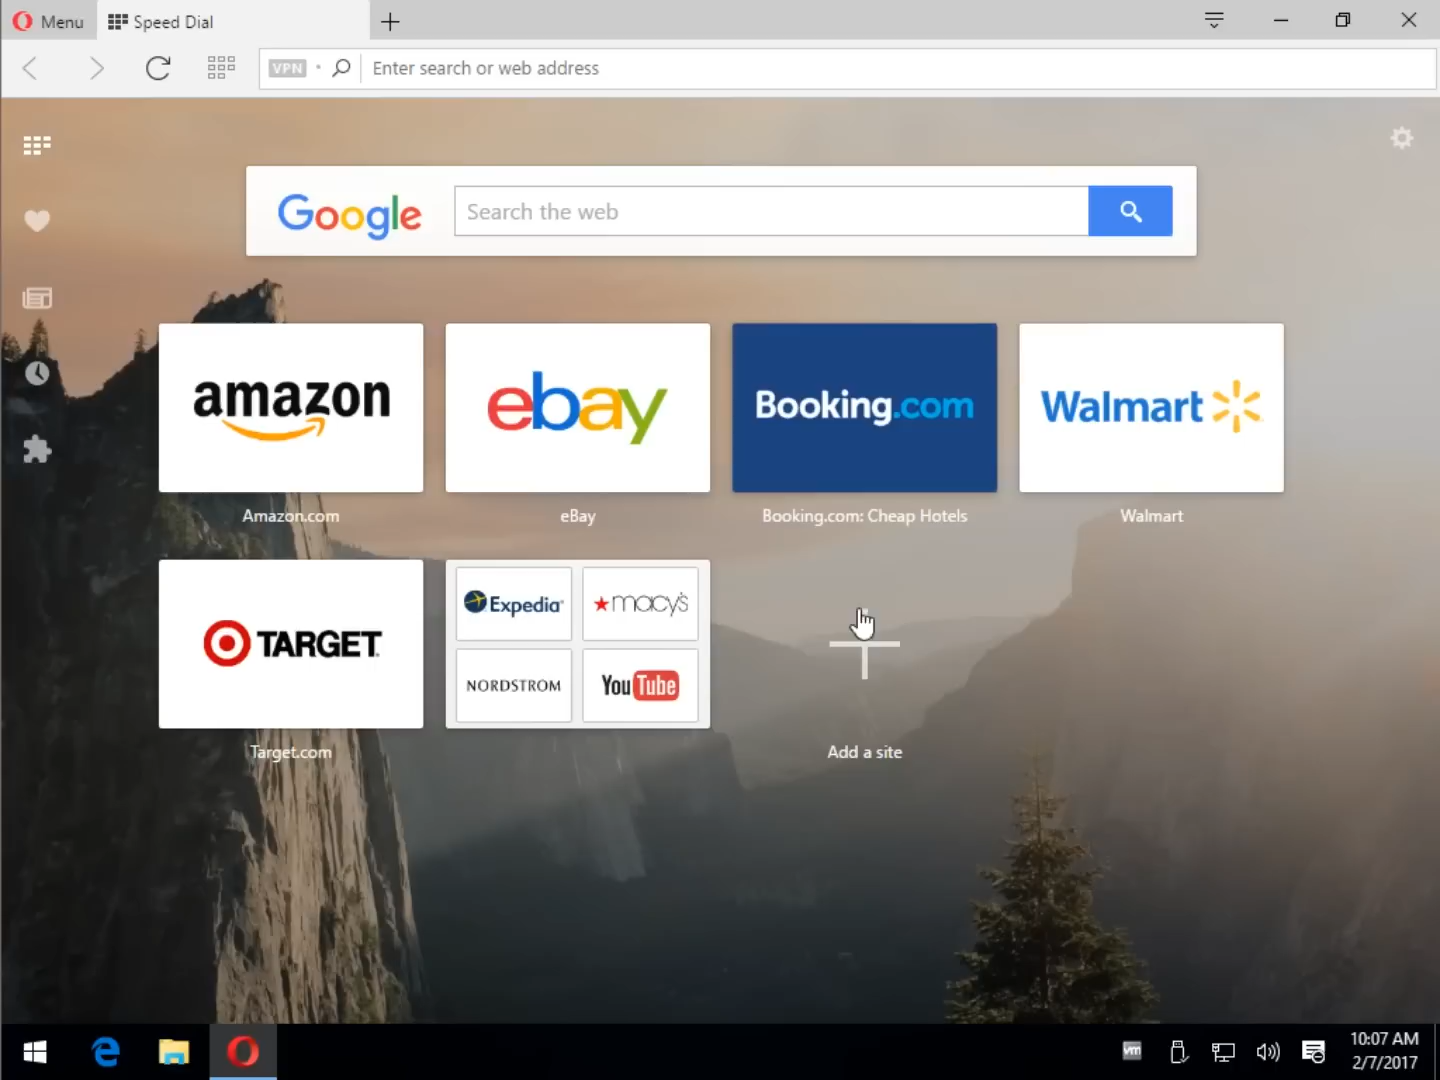 Menu
Speed Dial
VPN
Enter search or web address
Google
Search the web
amazon
ebay
Booking.com
Walmart
Amazon.com
eBay
Booking.com: Cheap Hotels
Walmart
TARGET
Expedia
macy's
NORDSTROM
YouTube
Target.com
Add a site
vm
10:07 AM
2/7/2017